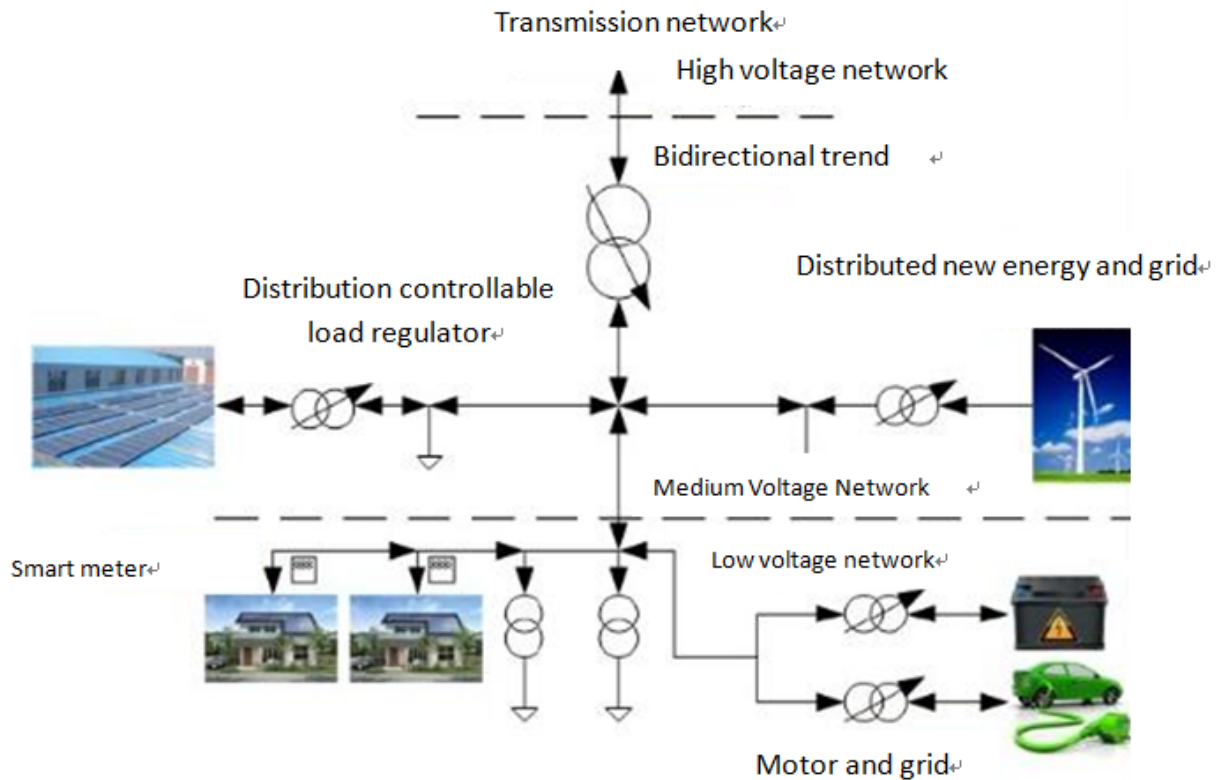 Transmission network
High voltage network
Bidirectional trend
Distributed new energy and grid
Distribution controllable
load regulator
Medium Voltage Network
Smart meter
Low voltage network
Motor and grid